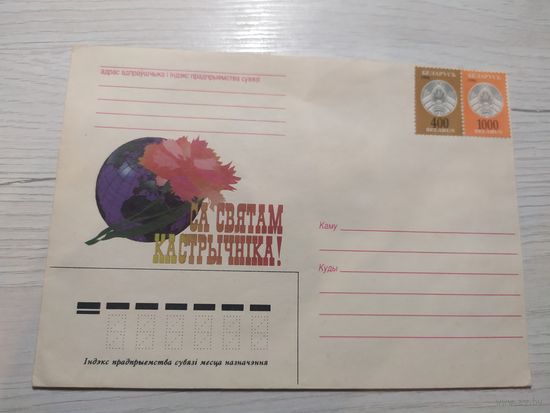 адрас адпраўшчыка і індэкс прадпрыемства сувязі
БЕЛАРУСЬ
400
BELARUS
БЕЛАРУСЬ
1000
BELARUS
СА СВЯТАМ
КАСТРЫЧНІКА!
Каму
Куды
Індэкс прадпрыемства сувязі месца назначэння